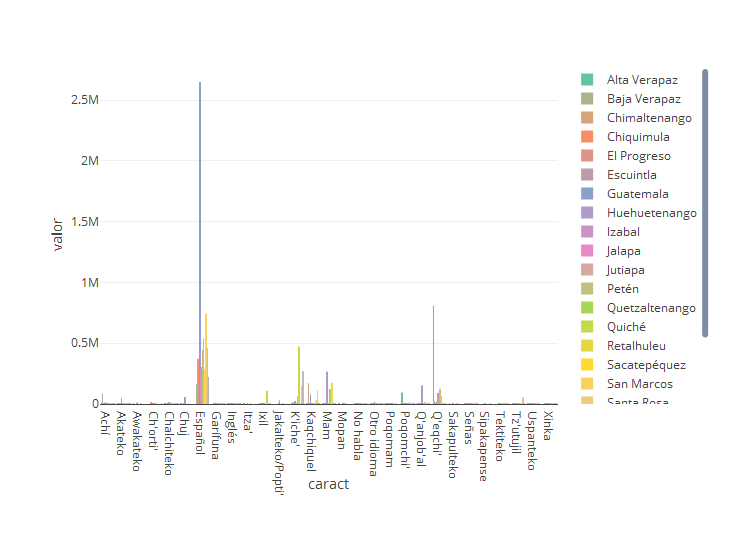 valor
2.5M
2M
1.5M
1M
0.5M
0
Achí
Akateko
Awakateko
Ch'orti'
Chalchiteko
Chuj
Español
Garífuna
Inglés
Itza'
Ixil
Jakalteko/Popti'
K'iche'
Kaqchiquel
Mam
Mopan
No habla
Otro idioma
Poqomam
Poqomchi'
Q'anjob'al
Q'eqchi'
Sakapulteko
Señas
Sipakapense
Tektiteko
Tz'utujil
Uspanteko
Xinka
caract
Alta Verapaz
Baja Verapaz
Chimaltenango
Chiquimula
El Progreso
Escuintla
Guatemala
Huehuetenango
Izabal
Jalapa
Jutiapa
Petén
Quetzaltenango
Quiché
Retalhuleu
Sacatepéquez
San Marcos
Santa Rosa